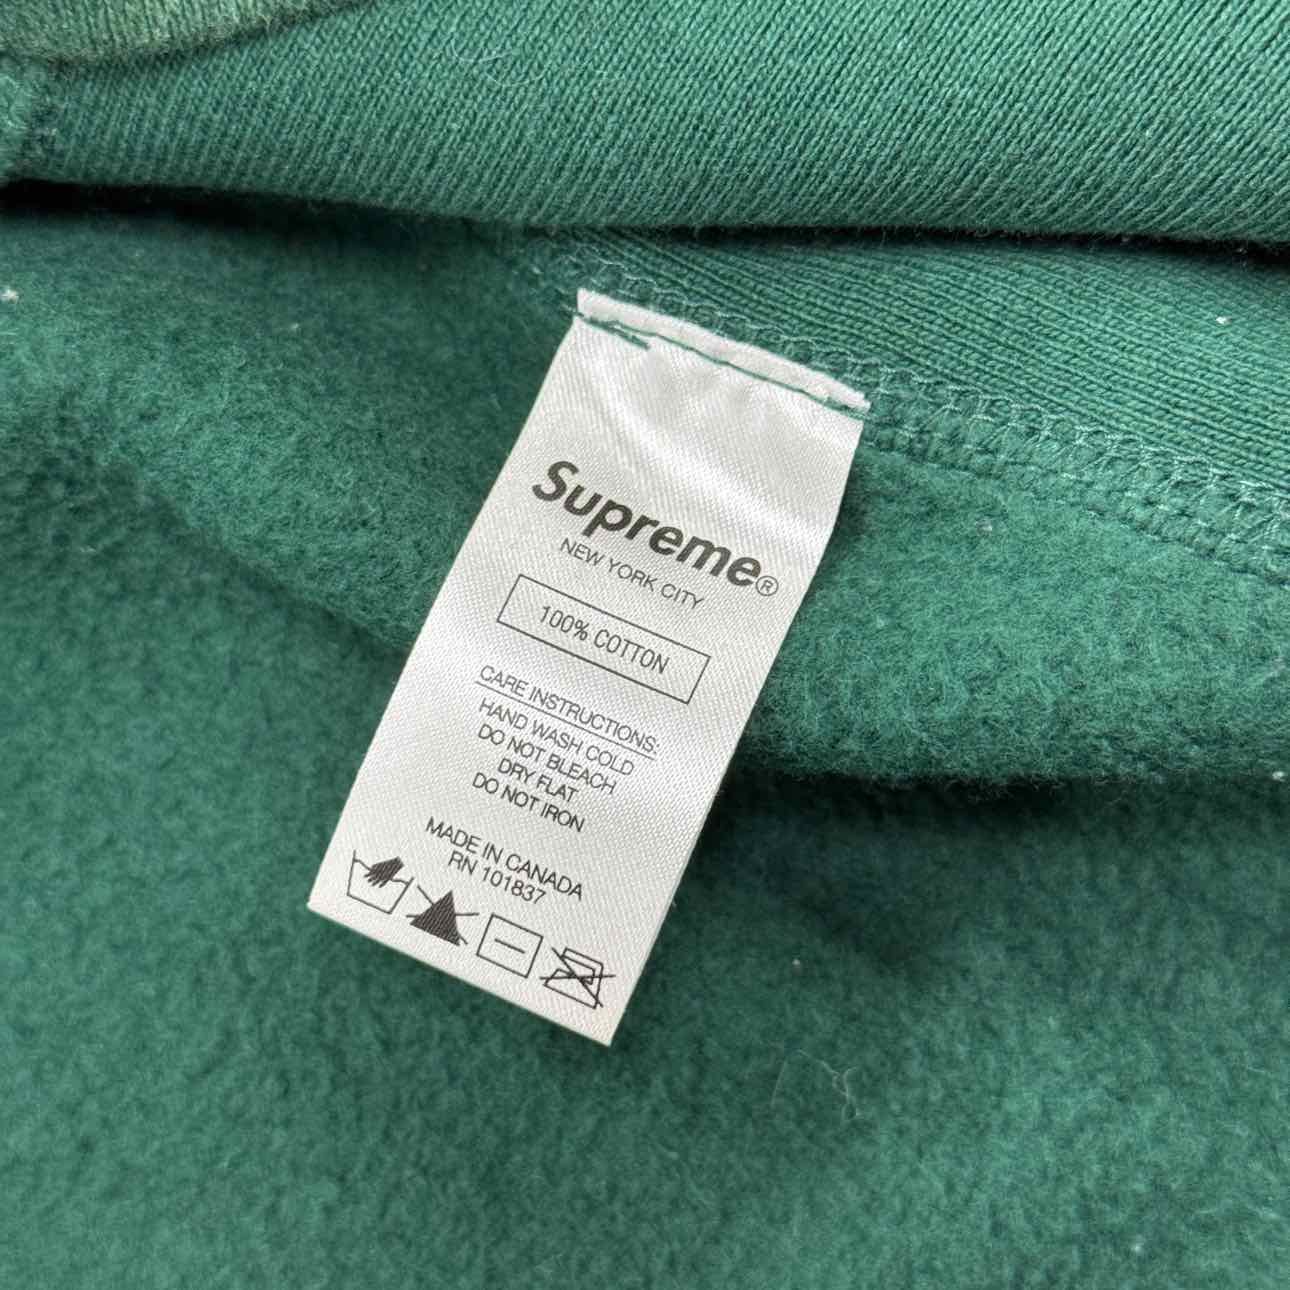 Supreme®
NEW YORK CITY
100% COTTON
CARE INSTRUCTIONS:
HAND WASH COLD
DO NOT BLEACH
DRY FLAT
DO NOT IRON
MADE IN CANADA
RN 101837